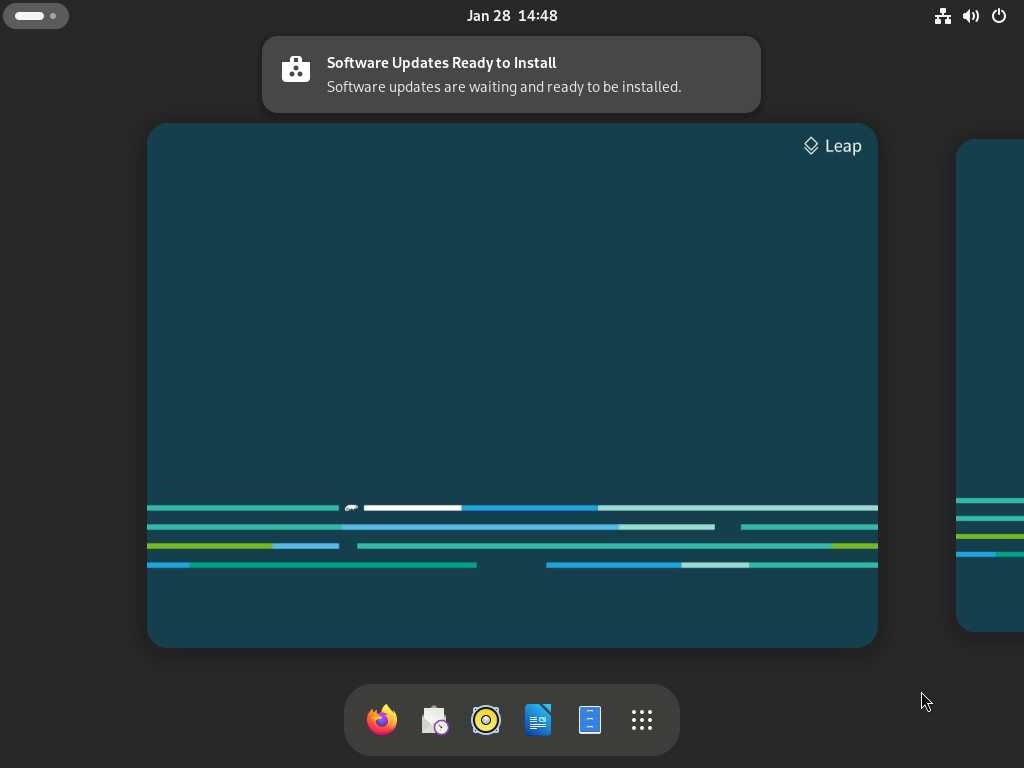 Jan 28 14:48
Software Updates Ready to Install
Software updates are waiting and ready to be installed.
Leap